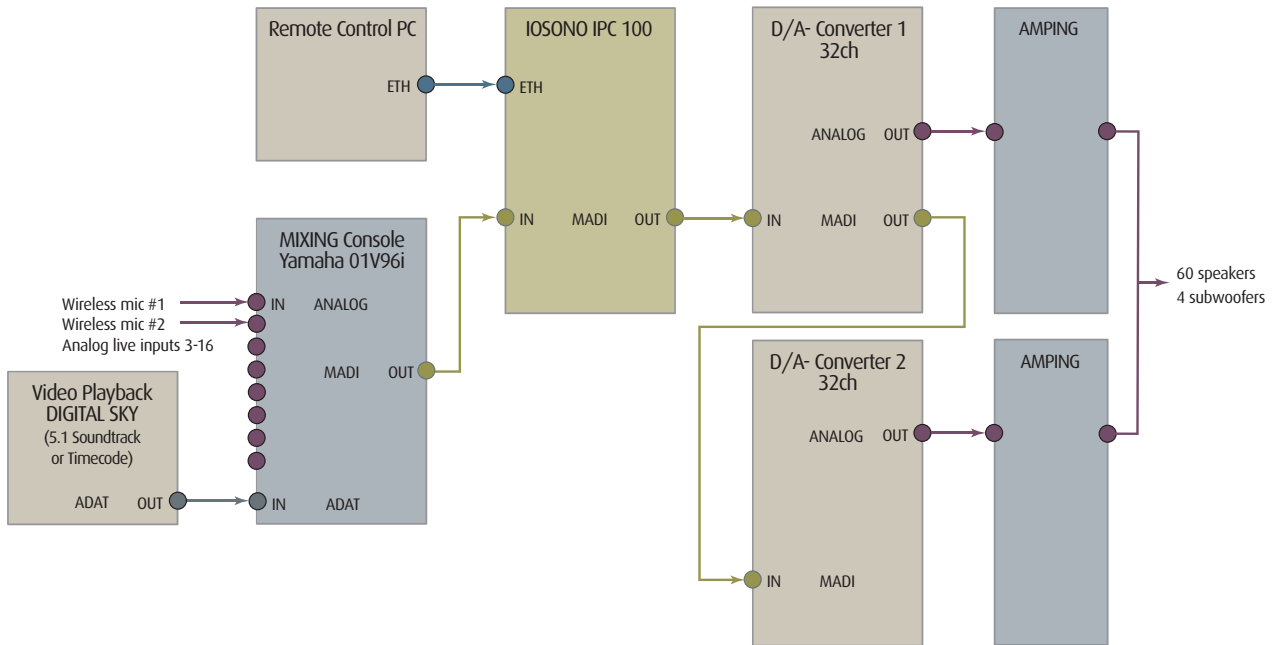 Remote Control PC
ETH
IOSONO IPC 100
ETH
IN MADI OUT
D/A- Converter 1
32ch
ANALOG OUT
IN MADI OUT
AMPING
MIXING Console
Yamaha 01V96i
IN ANALOG
MADI OUT
IN ADAT
Wireless mic #1
Wireless mic #2
Analog live inputs 3-16
Video Playback
DIGITAL SKY
(5.1 Soundtrack
or Timecode)
ADAT OUT
D/A- Converter 2
32ch
ANALOG OUT
IN MADI
AMPING
60 speakers
4 subwoofers